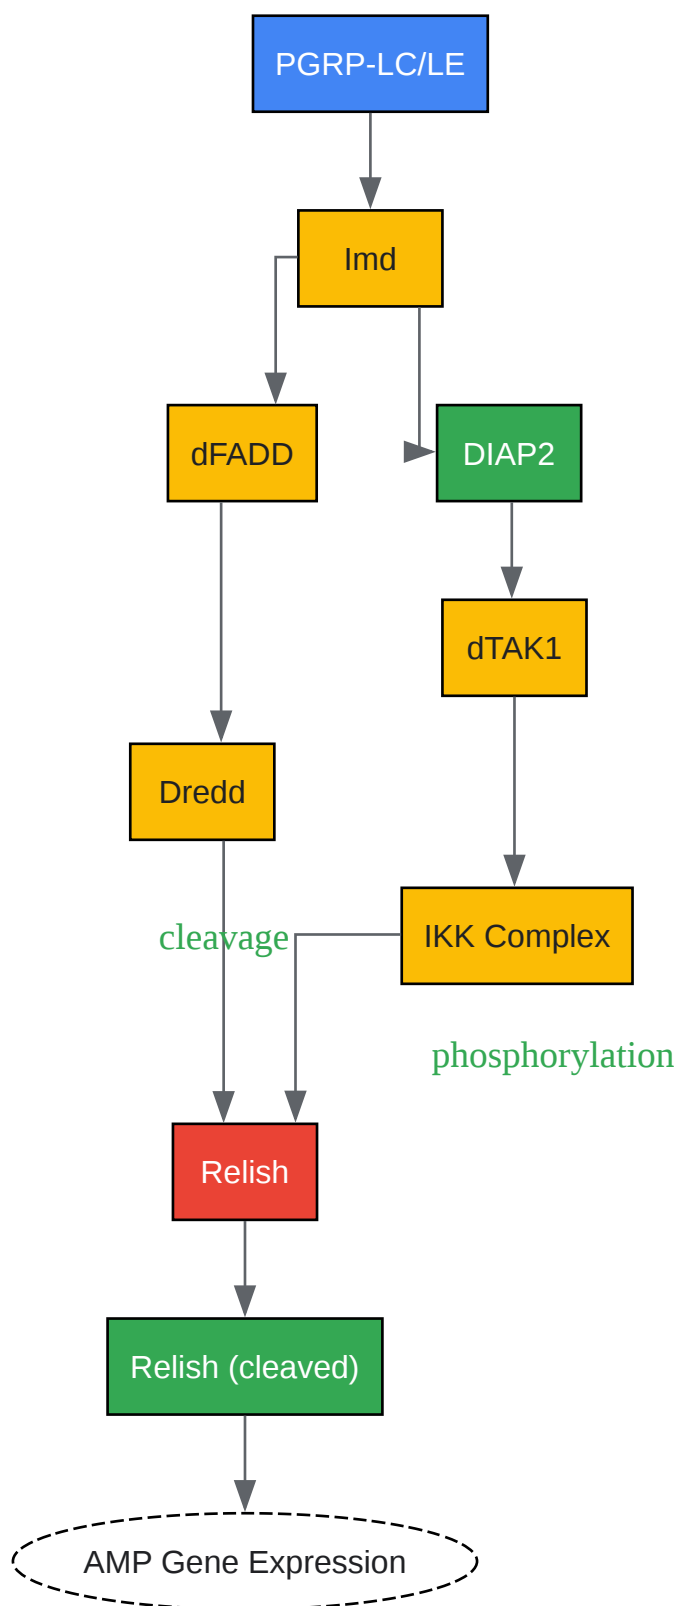 PGRP-LC/LE
Imd
dFADD
DIAP2
dTAK1
Dredd
cleavage
IKK Complex
phosphorylation
Relish
Relish (cleaved)
AMP Gene Expression